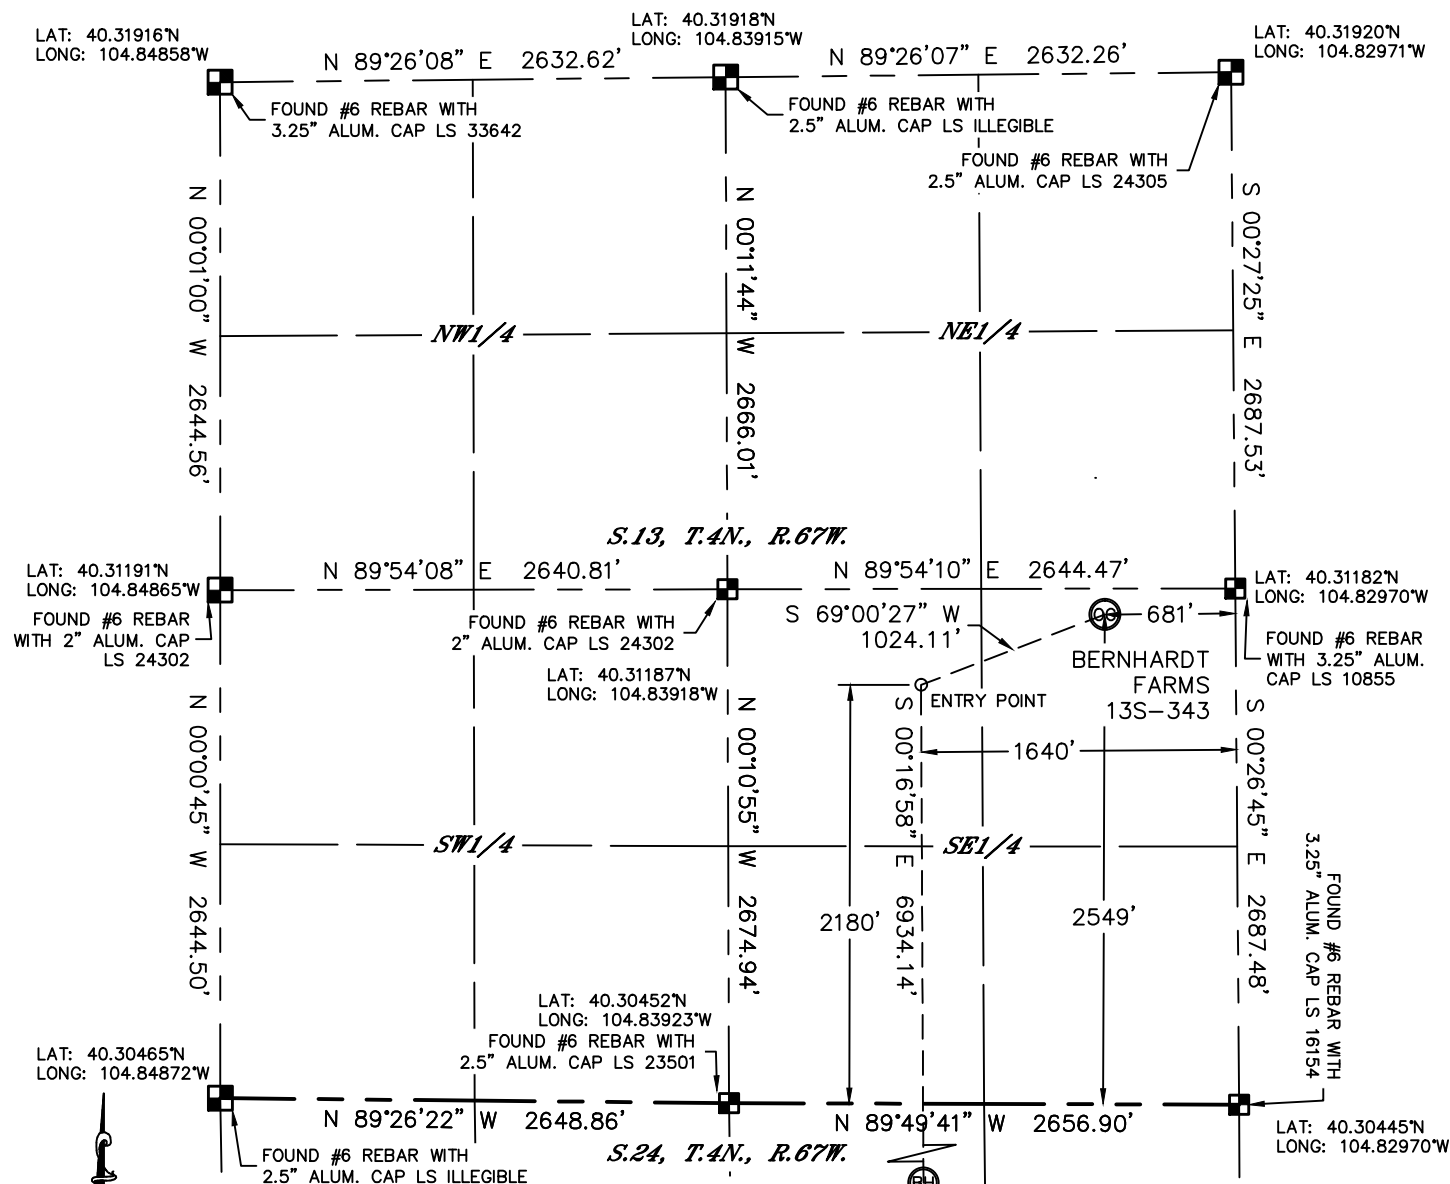 LAT: 40.31916°N
LONG: 104.84858°W
LAT: 40.31918°N
LONG: 104.83915°W
LAT: 40.31920°N
LONG: 104.82971°W
N 89°26'08" E 2632.62'
N 89°26'07" E 2632.26'
FOUND #6 REBAR WITH
3.25" ALUM. CAP LS 33642
FOUND #6 REBAR WITH
2.5" ALUM. CAP LS ILLEGIBLE
FOUND #6 REBAR WITH
2.5" ALUM. CAP LS 24305
N 00°01'00" W 2644.56'
N 00°11'44" W 2666.01'
S 00°27'25" E 2687.53'
NW1/4
NE1/4
S.13, T.4N., R.67W.
LAT: 40.31191°N
LONG: 104.84865°W
N 89°54'08" E 2640.81'
N 89°54'10" E 2644.47'
LAT: 40.31182°N
LONG: 104.82970°W
FOUND #6 REBAR
WITH 2" ALUM. CAP
LS 24302
FOUND #6 REBAR WITH
2" ALUM. CAP LS 24302
LAT: 40.31187°N
LONG: 104.83918°W
S 69°00'27" W
1024.11'
681'
FOUND #6 REBAR
WITH 3.25" ALUM.
CAP LS 10855
BERNHARDT
FARMS
13S-343
ENTRY POINT
1640'
N 00°00'45" W 2644.50'
N 00°10'55" W 2674.94'
S 00°16'58" E 6934.14'
S 00°26'45" E 2687.48'
SW1/4
SE1/4
2180'
2549'
FOUND #6 REBAR WITH
3.25" ALUM. CAP LS 16154
LAT: 40.30452°N
LONG: 104.83923°W
FOUND #6 REBAR WITH
2.5" ALUM. CAP LS 23501
LAT: 40.30465°N
LONG: 104.84872°W
N 89°26'22" W 2648.86'
N 89°49'41" W 2656.90'
LAT: 40.30445°N
LONG: 104.82970°W
FOUND #6 REBAR WITH
2.5" ALUM. CAP LS ILLEGIBLE
S.24, T.4N., R.67W.